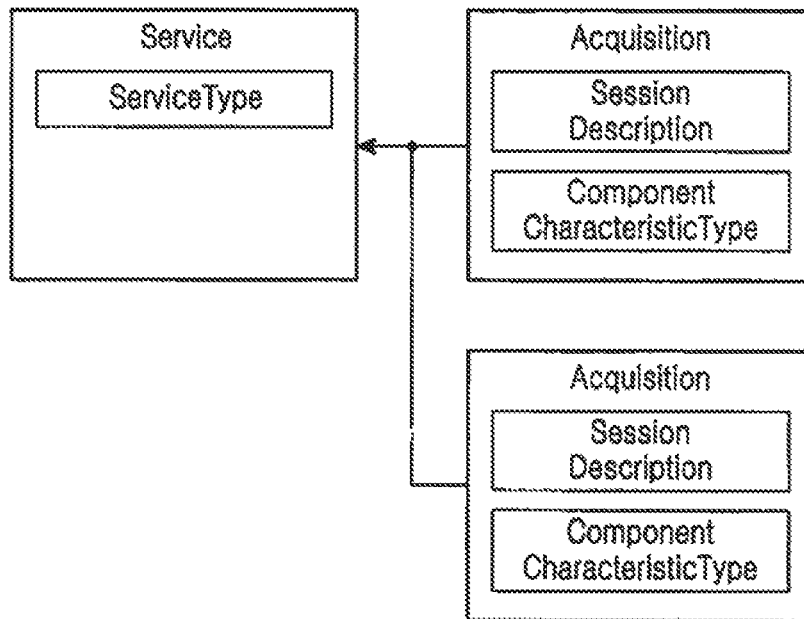 Service
ServiceType
Acquisition
Session
Description
Component
CharacteristicType
Acquisition
Session
Description
Component
CharacteristicType